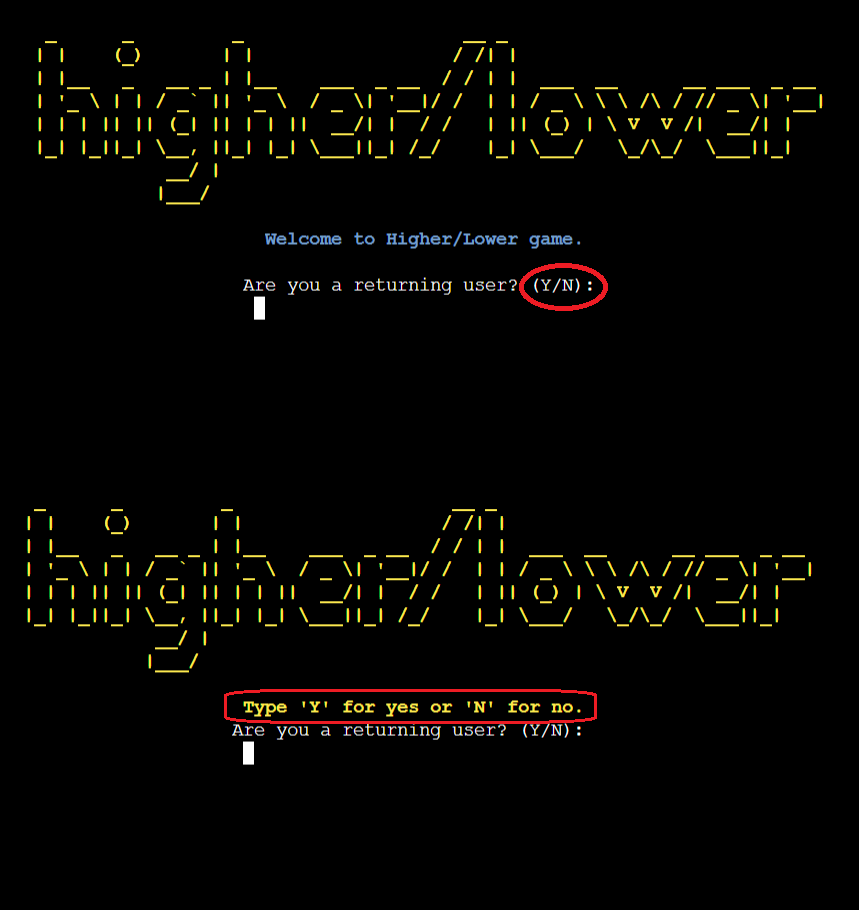 higher/lower
Welcome to Higher/Lower game.
Are you a returning user? (Y/N):
higher/lower
Type 'Y' for yes or 'N' for no.
Are you a returning user? (Y/N):